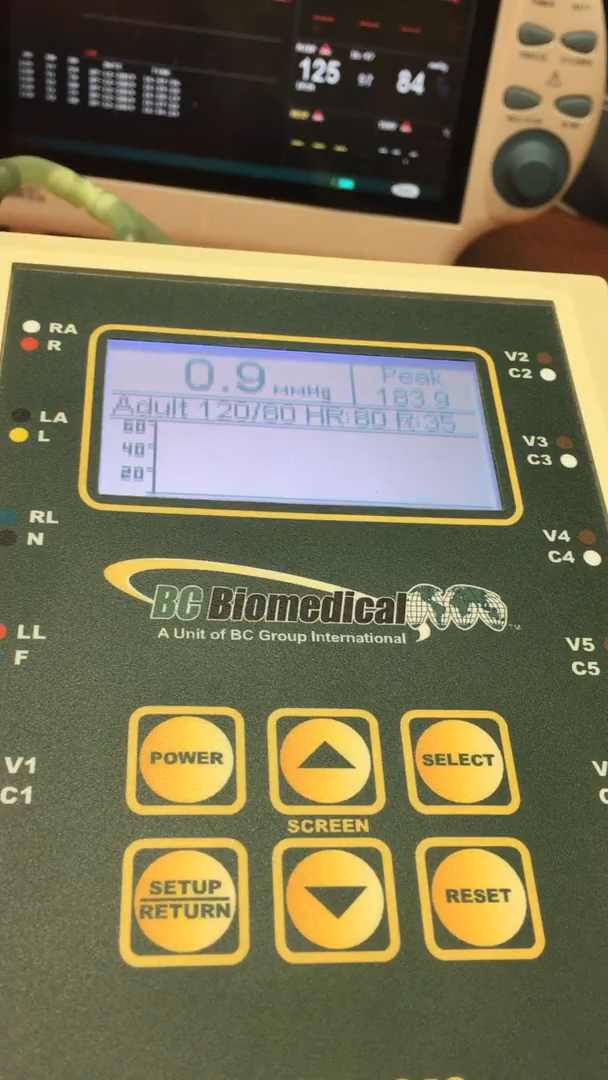 125
84
RA
R
LA
L
RL
N
LL
F
V1
C1
0.9 MMHg
Peak
183.9
Adult 120/80 HR:80 R:35
60
40
20
V2
C2
V3
C3
V4
C4
V5
C5
BC Biomedical
A Unit of BC Group International
TM
POWER
SELECT
SCREEN
SETUP
RETURN
RESET